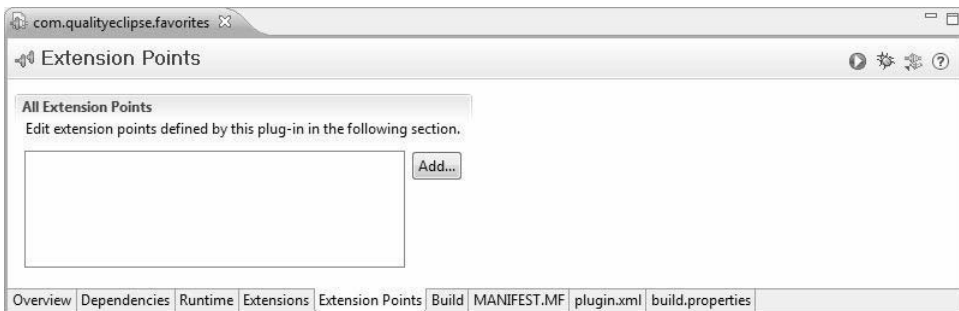 com.qualityeclipse.favorites
Extension Points
All Extension Points
Edit extension points defined by this plug-in in the following section.
Add...
Overview Dependencies Runtime Extensions Extension Points Build MANIFEST.MF plugin.xml build.properties